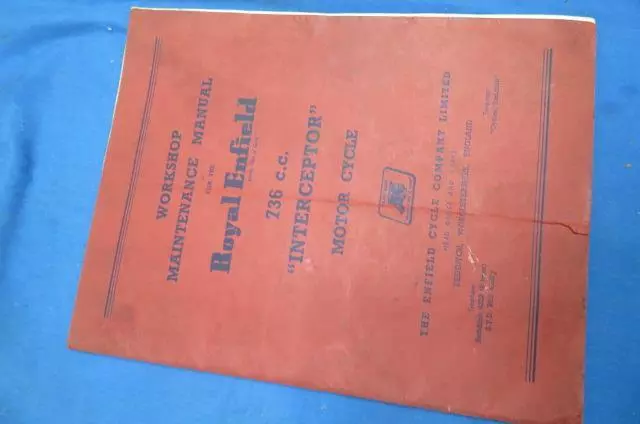 WORKSHOP
MAINTENANCE MANUAL
FOR THE
Royal Enfield
736 c.c.
"INTERCEPTOR"
MOTOR CYCLE
THE ENFIELD CYCLE COMPANY LIMITED
REDDITCH, WORCESTERSHIRE, ENGLAND